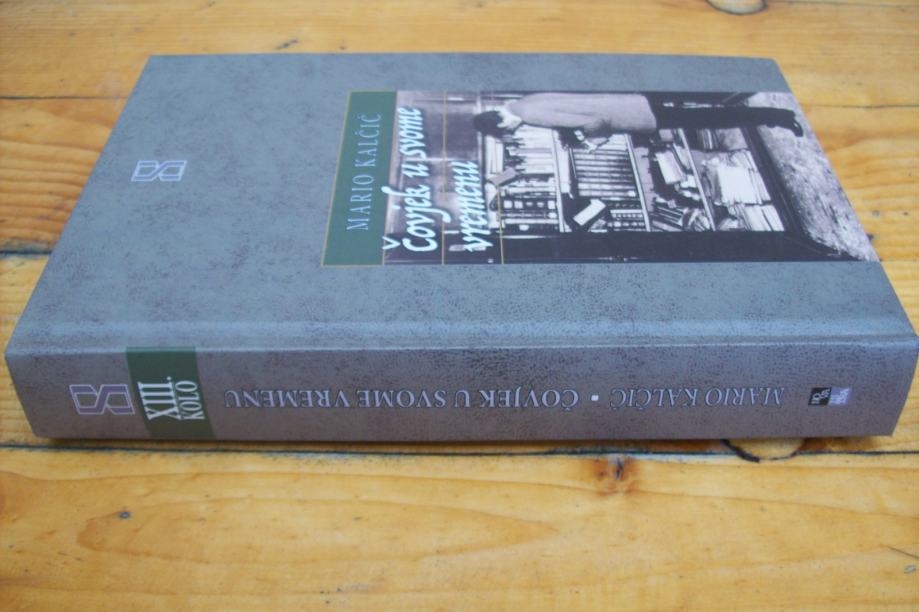 MARIO KALČIĆ
Čovjek u svome
vremenu
MARIO KALČIĆ • ČOVJEK U SVOME VREMENU
XIII.
KOLO